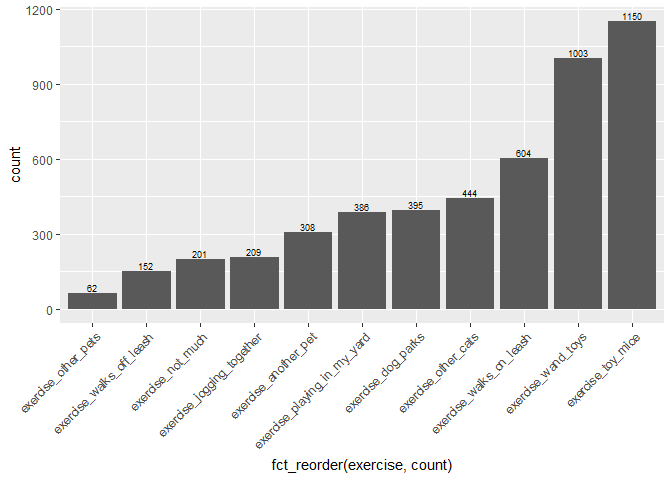 1200
900
600
300
0
count
62
152
201
209
308
386
395
444
604
1003
1150
exercise_other_pets
exercise_walks_off_leash
exercise_not_much
exercise_jogging_together
exercise_another_pet
exercise_playing_in_my_yard
exercise_dog_parks
exercise_other_cats
exercise_walks_on_leash
exercise_wand_toys
exercise_toy_mice
fct_reorder(exercise, count)